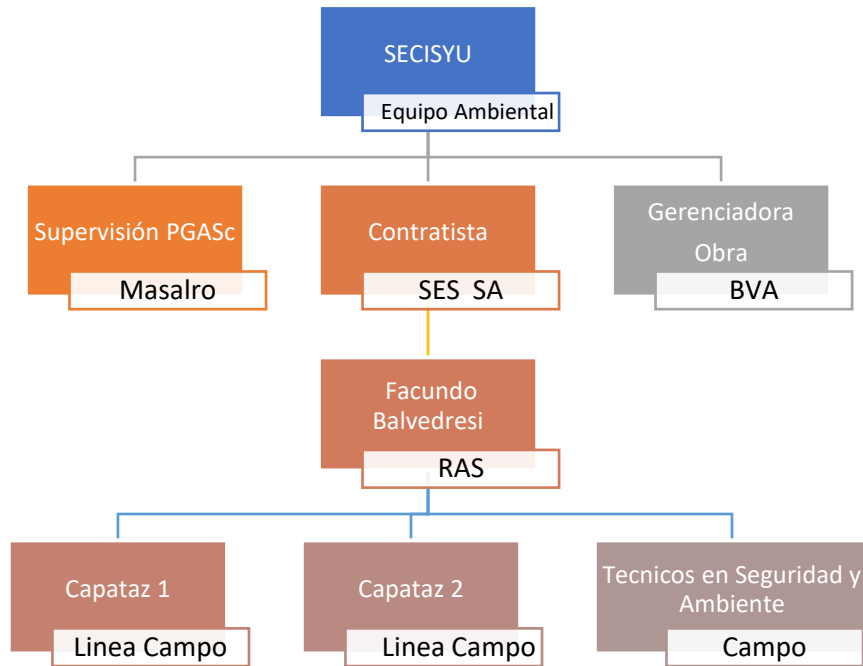 SECISYU
Equipo Ambiental
Supervisión PGASc
Masalro
Contratista
SES SA
Gerenciadora
Obra
BVA
Facundo
Balvedresi
RAS
Capataz 1
Linea Campo
Capataz 2
Linea Campo
Tecnicos en Seguridad y
Ambiente
Campo